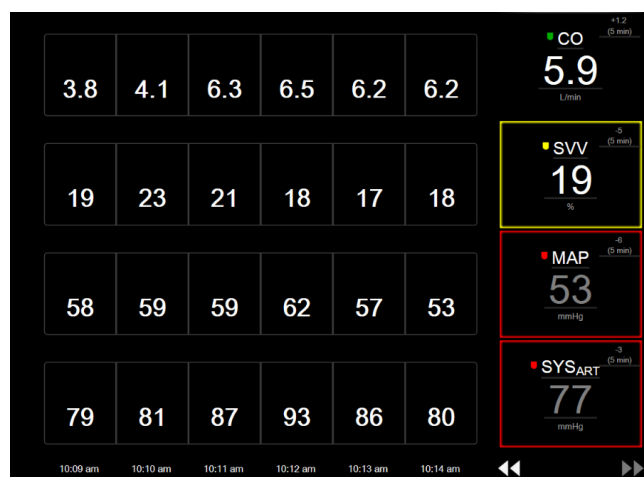 3.8 4.1 6.3 6.5 6.2 6.2
19 23 21 18 17 18
58 59 59 62 57 53
79 81 87 93 86 80
10:09 am 10:10 am 10:11 am 10:12 am 10:13 am 10:14 am
+1.2
(5 min)
CO
5.9
L/min
-5
(5 min)
SVV
19
%
-6
(5 min)
MAP
53
mmHg
-3
(5 min)
SYSART
77
mmHg